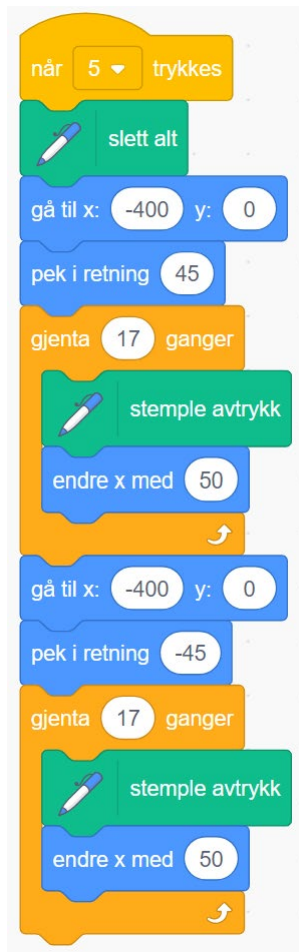 når 5 trykkes
slett alt
gå til x: -400 y: 0
pek i retning 45
gjenta 17 ganger
stemple avtrykk
endre x med 50
gå til x: -400 y: 0
pek i retning -45
gjenta 17 ganger
stemple avtrykk
endre x med 50